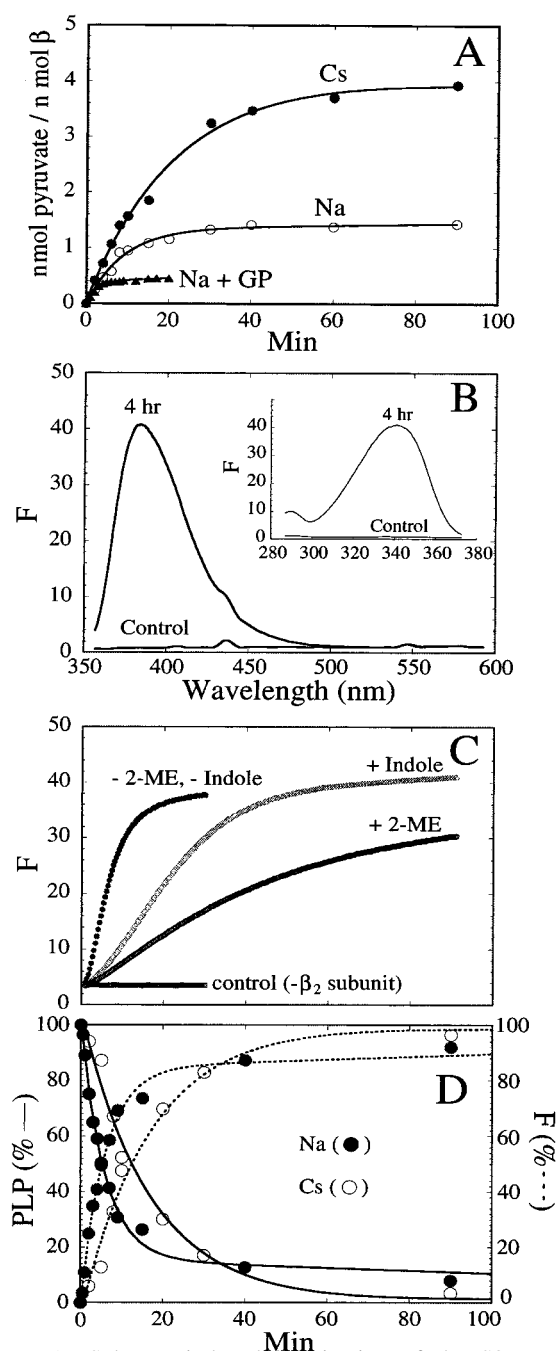 A
nmol pyruvate / n mol β
5
4
3
2
1
0
Cs
Na
Na + GP
0 20 40 60 80 100
Min
B
F
50
40
30
20
10
0
4 hr
Control
350 400 450 500 550 600
Wavelength (nm)
F
50
40
30
20
10
0
4 hr
Control
280 300 320 340 360 380
C
F
50
40
30
20
10
0
- 2-ME, - Indole
+ Indole
+ 2-ME
control (-β2 subunit)
D
PLP (% —)
100
80
60
40
20
0
Na ( )
Cs ( )
F (% ---)
100
80
60
40
20
0
0 20 40 60 80 100
Min